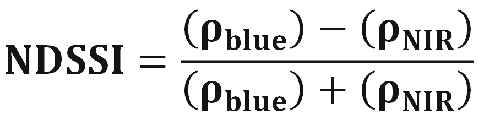 NDSSI = (ρblue) − (ρNIR) / (ρblue) + (ρNIR)